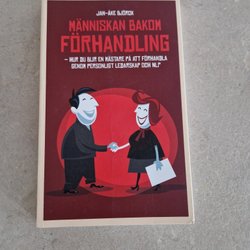 JAN-ÅKE BJÖRCK
MÄNNISKAN BAKOM
FÖRHANDLING
- HUR DU BLIR EN MÄSTARE PÅ ATT FÖRHANDLA
GENOM PERSONLIGT LEDARSKAP OCH NLP